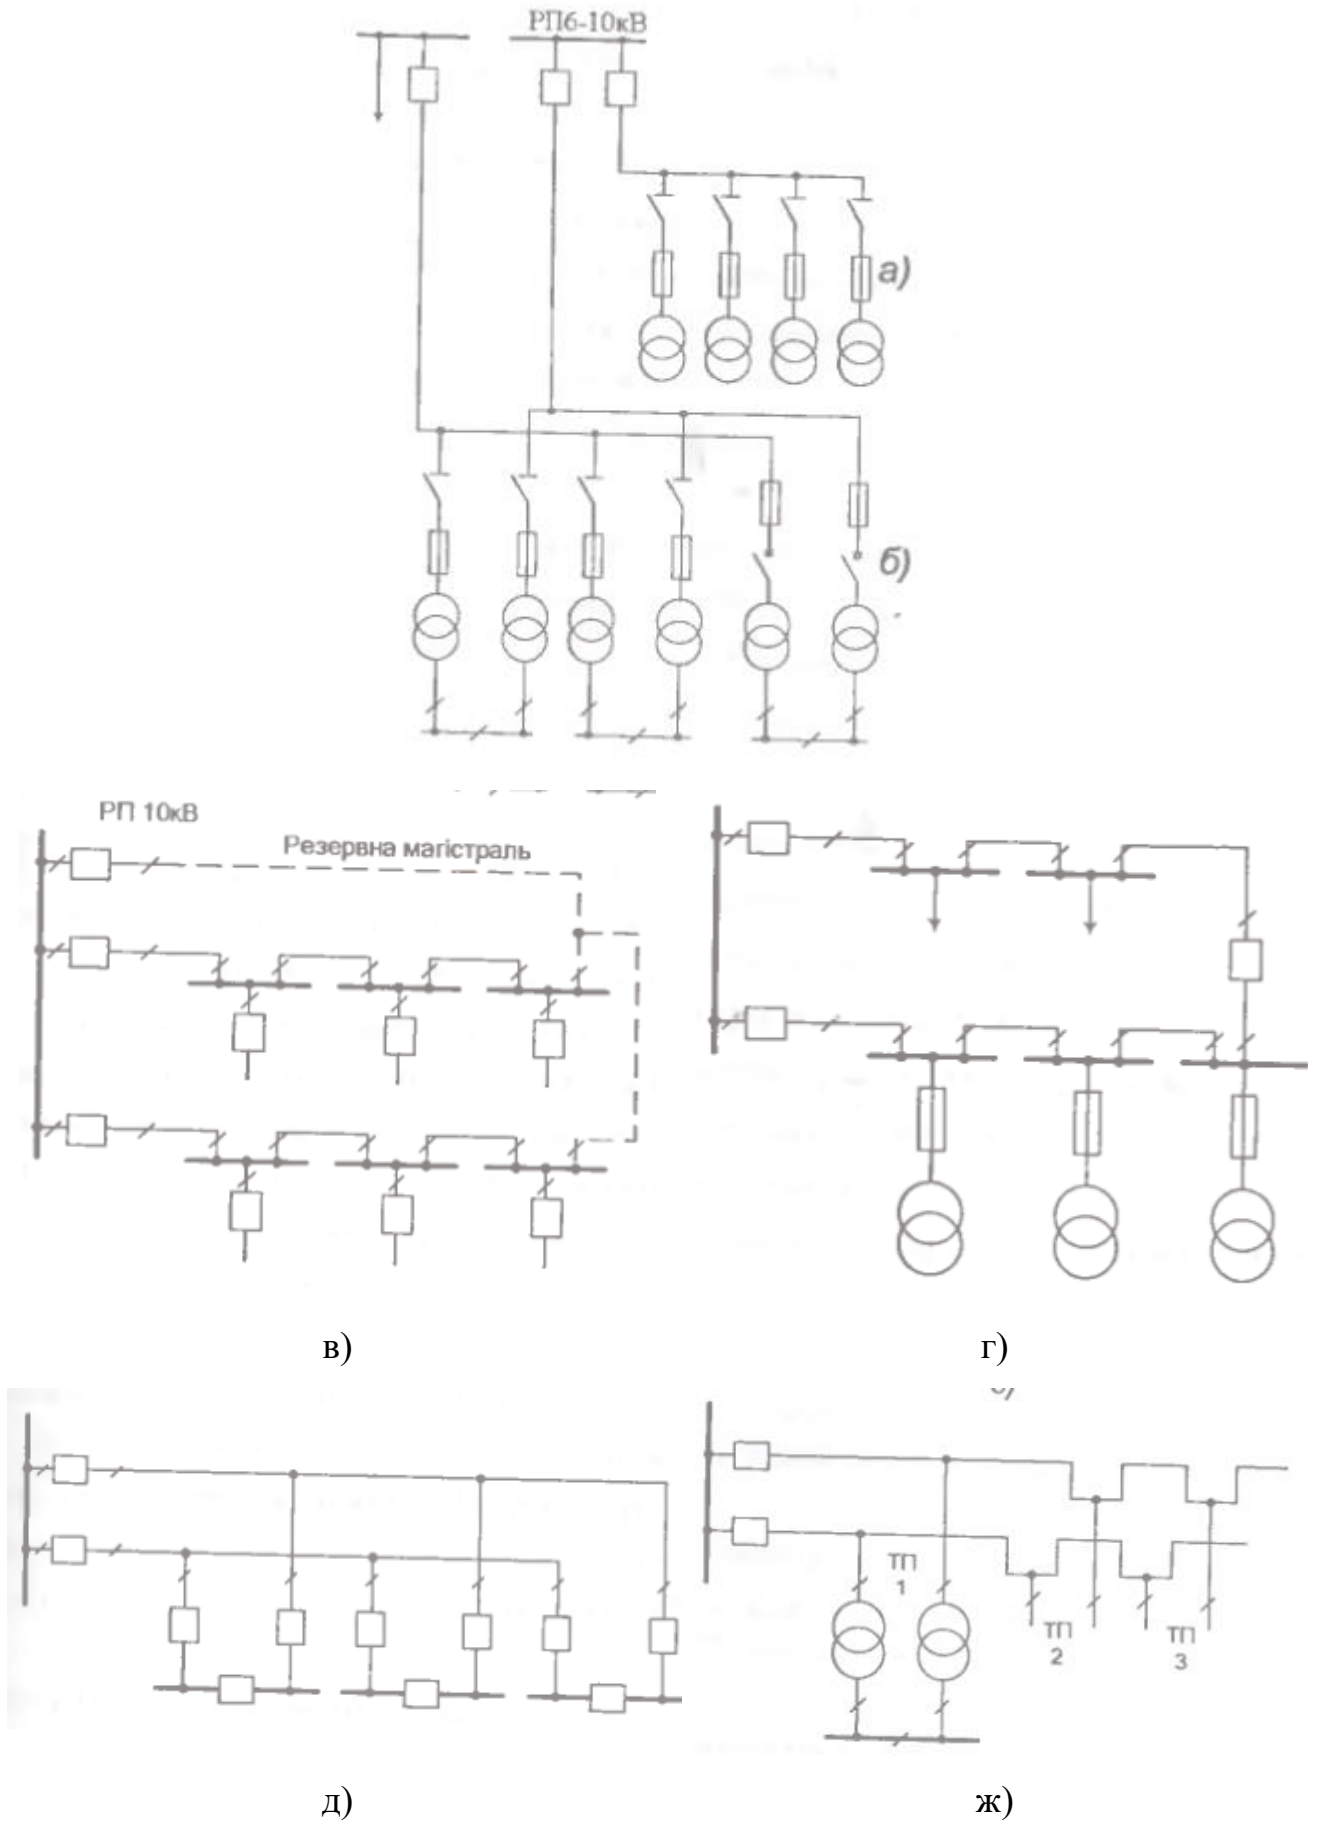 РП6-10кВ
а)
б)
РП 10кВ
Резервна магістраль
в)
г)
ТП
1
ТП
2
ТП
3
д)
ж)